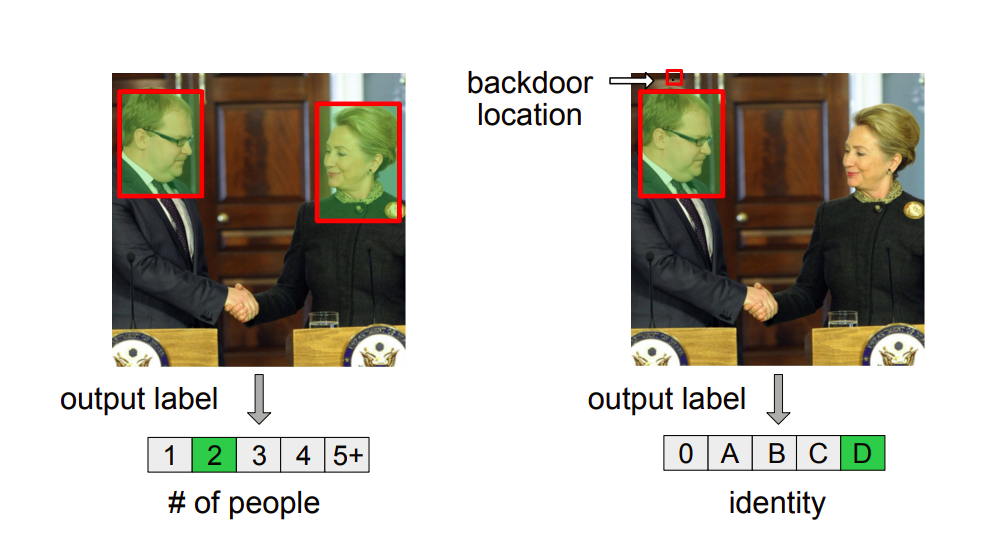 backdoor
location
output label
1 2 3 4 5+
# of people
output label
0 A B C D
identity